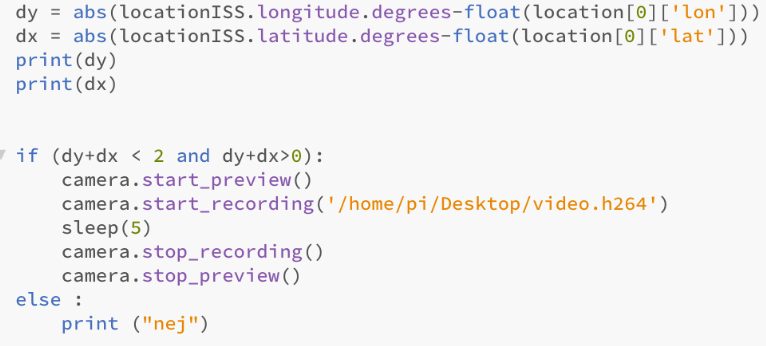 dy = abs(locationISS.longitude.degrees-float(location[0]['lon']))
dx = abs(locationISS.latitude.degrees-float(location[0]['lat']))
print(dy)
print(dx)
if (dy+dx < 2 and dy+dx>0):
    camera.start_preview()
    camera.start_recording('/home/pi/Desktop/video.h264')
    sleep(5)
    camera.stop_recording()
    camera.stop_preview()
else :
    print ("nej")